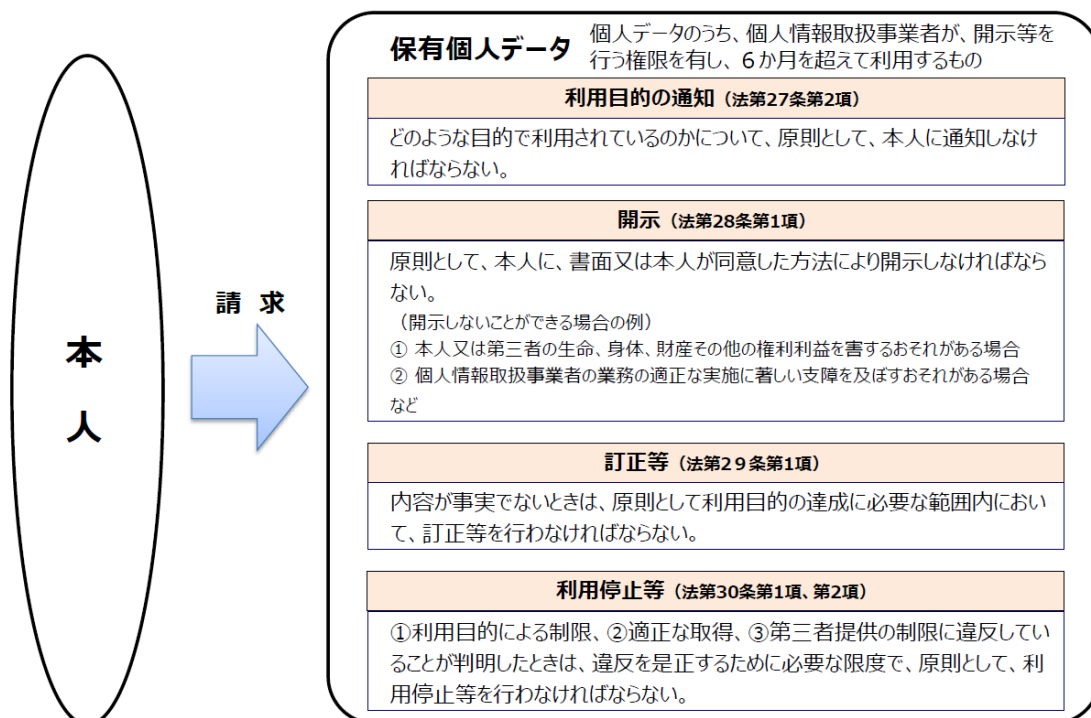 本
人
請 求
保有個人データ
個人データのうち、個人情報取扱事業者が、開示等を
行う権限を有し、６か月を超えて利用するもの
利用目的の通知（法第27条第2項）
どのような目的で利用されているのかについて、原則として、本人に通知しなけ
ればならない。
開示（法第28条第1項）
原則として、本人に、書面又は本人が同意した方法により開示しなければなら
ない。
（開示しないことができる場合の例）
① 本人又は第三者の生命、身体、財産その他の権利利益を害するおそれがある場合
② 個人情報取扱事業者の業務の適正な実施に著しい支障を及ぼすおそれがある場合
など
訂正等（法第２９条第1項）
内容が事実でないときは、原則として利用目的の達成に必要な範囲内におい
て、訂正等を行わなければならない。
利用停止等（法第30条第1項、第2項）
①利用目的による制限、②適正な取得、③第三者提供の制限に違反してい
ることが判明したときは、違反を是正するために必要な限度で、原則として、利
用停止等を行わなければならない。